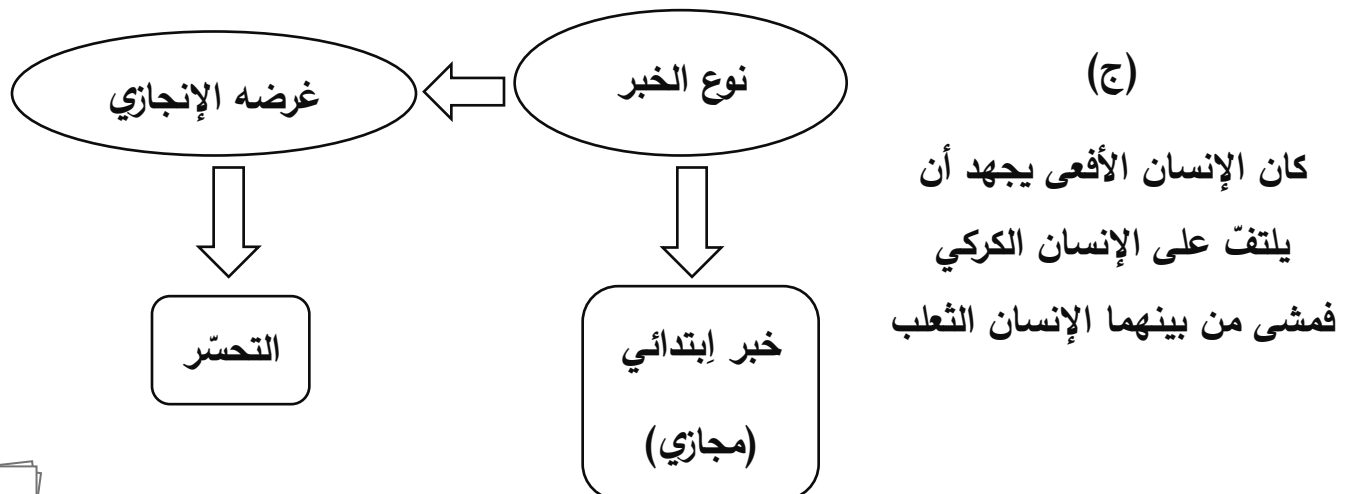 (ج)
كان الإنسان الأفعى يجهد أن
يلتفّ على الإنسان الكركي
فمشى من بينهما الإنسان الثعلب
نوع الخبر
غرضه الإنجازي
خبر اِبتدائي
(مجازي)
التحسّر